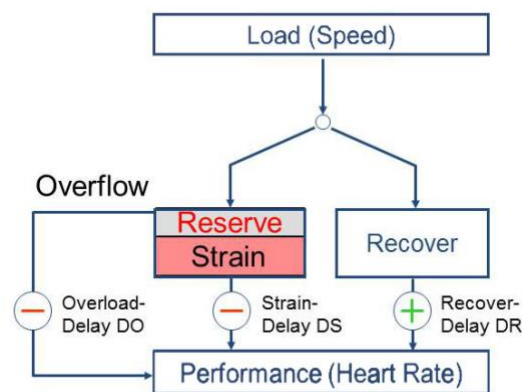 Load (Speed)
Overflow
Reserve
Strain
Recover
Overload-
Delay DO
Strain-
Delay DS
Recover-
Delay DR
Performance (Heart Rate)